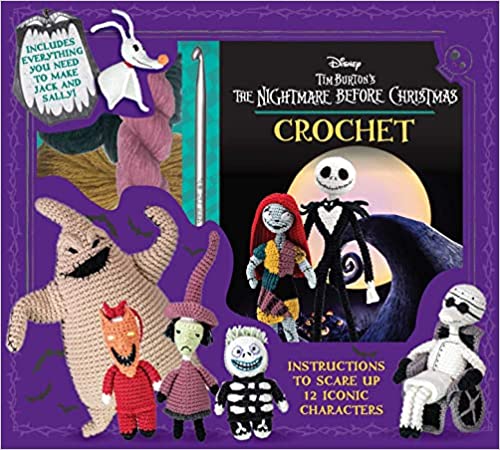 INCLUDES
EVERYTHING
YOU NEED
TO MAKE
JACK AND
SALLY!
Disney
TIM BURTON'S
THE NIGHTMARE BEFORE CHRISTMAS
CROCHET
INSTRUCTIONS
TO SCARE UP
12 ICONIC
CHARACTERS